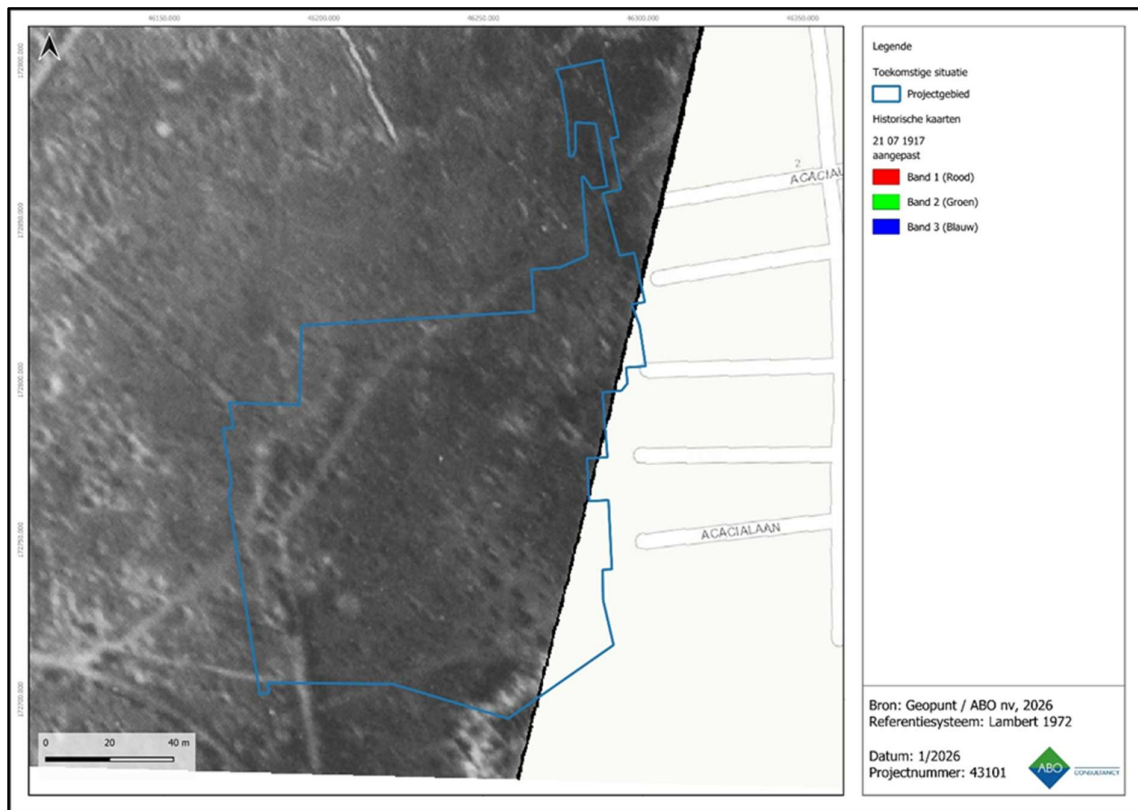 46150.000
46200.000
46250.000
46300.000
46350.000
172900.000
172850.000
172800.000
172750.000
172700.000
2
ACACIAL
ACACIALAAN
0 20 40 m
Legende
Toekomstige situatie
Projectgebied
Historische kaarten
21 07 1917
aangepast
Band 1 (Rood)
Band 2 (Groen)
Band 3 (Blauw)
Bron: Geopunt / ABO nv, 2026
Referentiesysteem: Lambert 1972
Datum: 1/2026
Projectnummer: 43101
ABO
CONSULTANCY